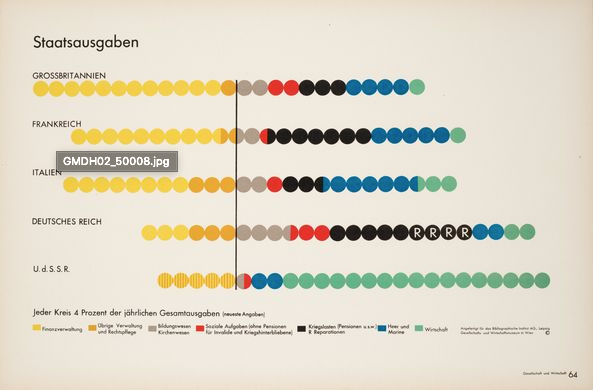 Staatsausgaben
GROSSBRITANNIEN
FRANKREICH
GMDH02_50008.jpg
ITALIEN
DEUTSCHES REICH
R R R R
U.d.S.S.R.
Jeder Kreis 4 Prozent der jährlichen Gesamtausgaben (neueste Angaben)
Finanzverwaltung
Übrige Verwaltung
und Rechtpflege
Bildungswesen
Kirchenwesen
Soziale Aufgaben (ohne Pensionen
für Invalide und Kriegshinterbliebene)
Kriegslasten (Pensionen u.s.w.)
R Reparationen
Heer und
Marine
Wirtschaft
Angefertigt für das Bibliographische Institut AG., Leipzig
Gesellschafts- und Wirtschaftsmuseum in Wien ©
Gesellschaft und Wirtschaft 64